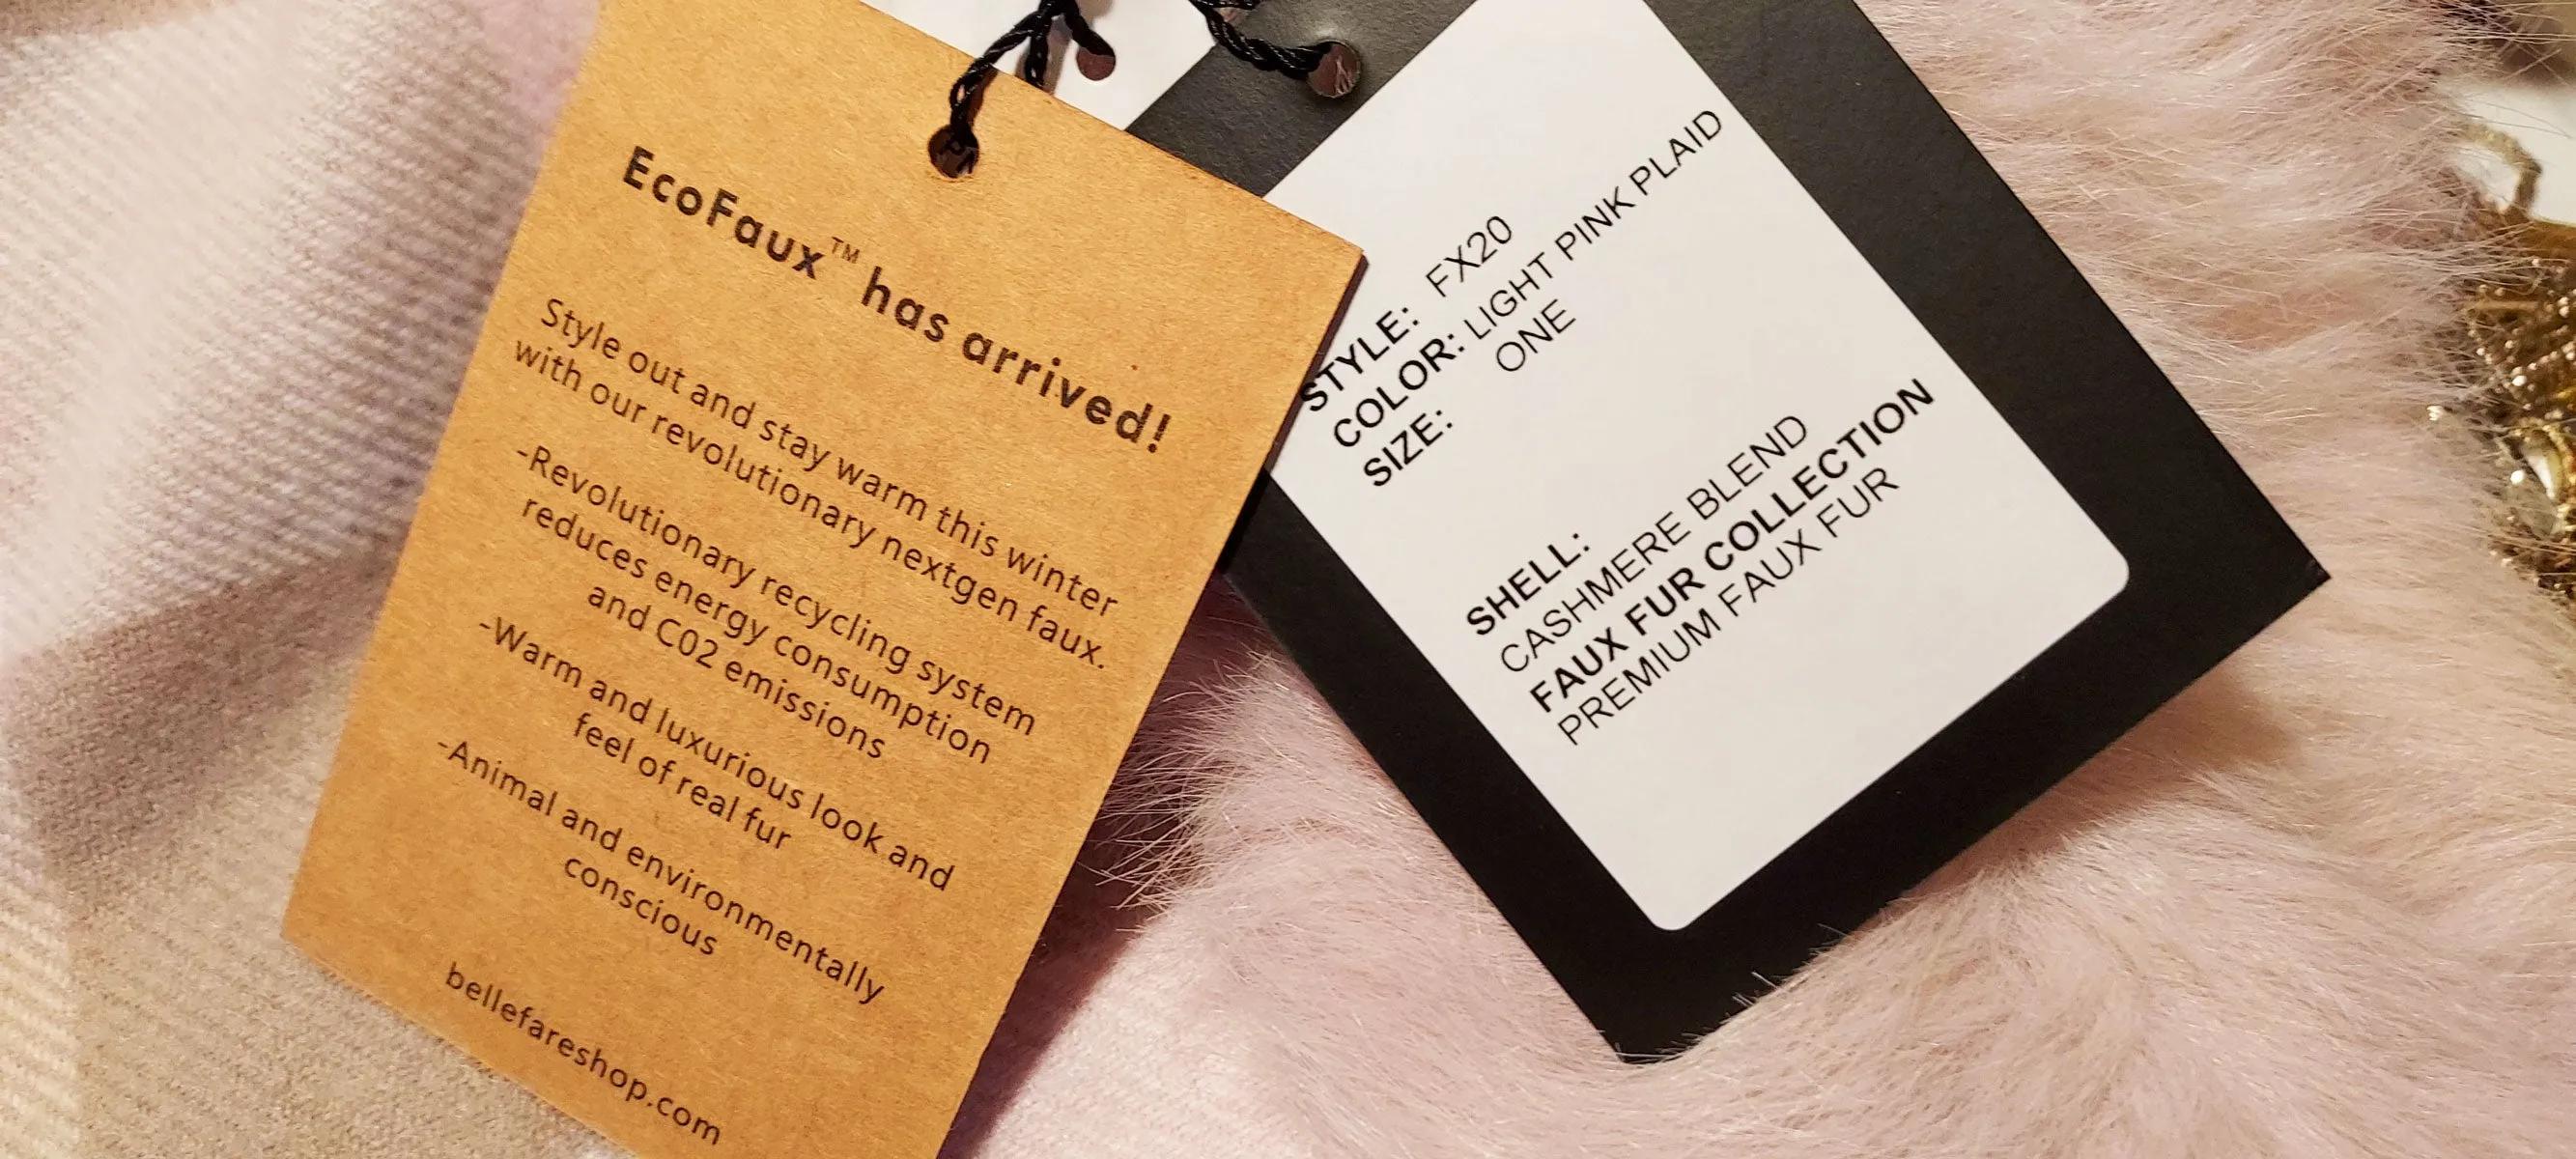 EcoFaux™ has arrived!
Style out and stay warm this winter
with our revolutionary nextgen faux.
-Revolutionary recycling system
reduces energy consumption
and C02 emissions
-Warm and luxurious look and
feel of real fur
-Animal and environmentally
conscious
bellefareshop.com
STYLE: FX20
COLOR: LIGHT PINK PLAID
SIZE: ONE
SHELL:
CASHMERE BLEND
FAUX FUR COLLECTION
PREMIUM FAUX FUR